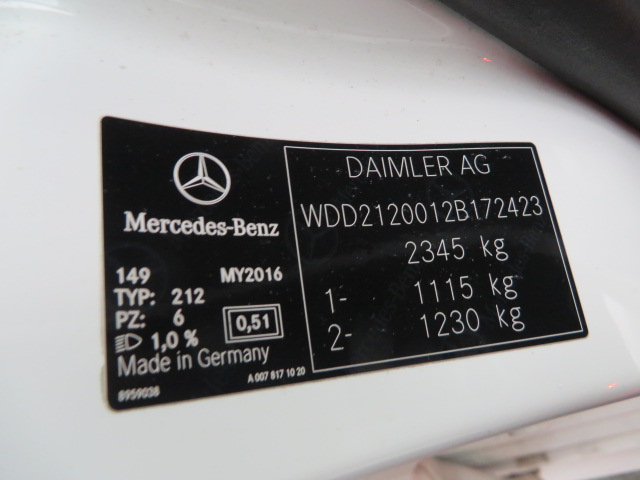 Mercedes-Benz
149 MY2016
TYP: 212
PZ: 6 0,51
1,0 %
Made in Germany
8959038 A 007 817 10 20
DAIMLER AG
WDD2120012B172423
2345 kg
1- 1115 kg
2- 1230 kg